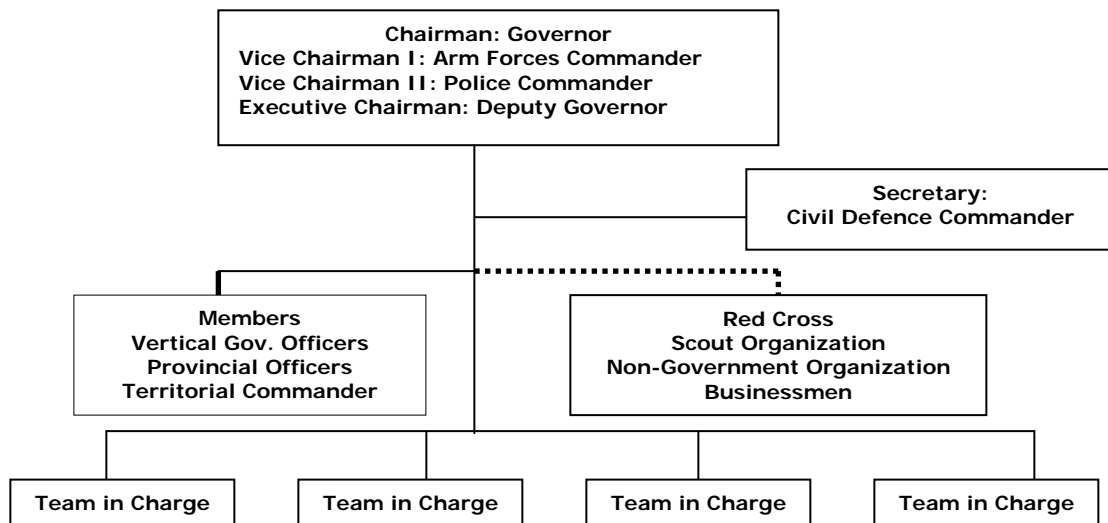 Chairman: Governor
Vice Chairman I: Arm Forces Commander
Vice Chairman II: Police Commander
Executive Chairman: Deputy Governor
Secretary:
Civil Defence Commander
Members
Vertical Gov. Officers
Provincial Officers
Territorial Commander
Red Cross
Scout Organization
Non-Government Organization
Businessmen
Team in Charge
Team in Charge
Team in Charge
Team in Charge